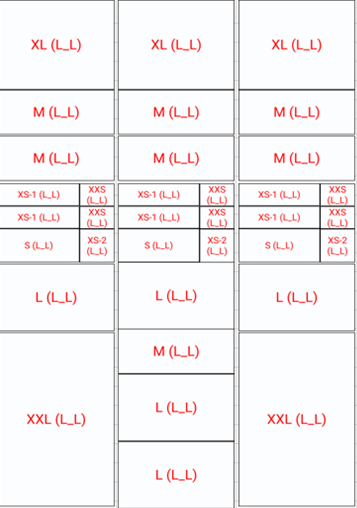 XL (L_L) XL (L_L) XL (L_L)
M (L_L) M (L_L) M (L_L)
M (L_L) M (L_L) M (L_L)
XS-1 (L_L) XXS (L_L) XS-1 (L_L) XXS (L_L) XS-1 (L_L) XXS (L_L)
XS-1 (L_L) XXS (L_L) XS-1 (L_L) XXS (L_L) XS-1 (L_L) XXS (L_L)
S (L_L) XS-2 (L_L) S (L_L) XS-2 (L_L) S (L_L) XS-2 (L_L)
L (L_L) L (L_L) L (L_L)
M (L_L)
L (L_L)
XXL (L_L) XXL (L_L)
L (L_L)